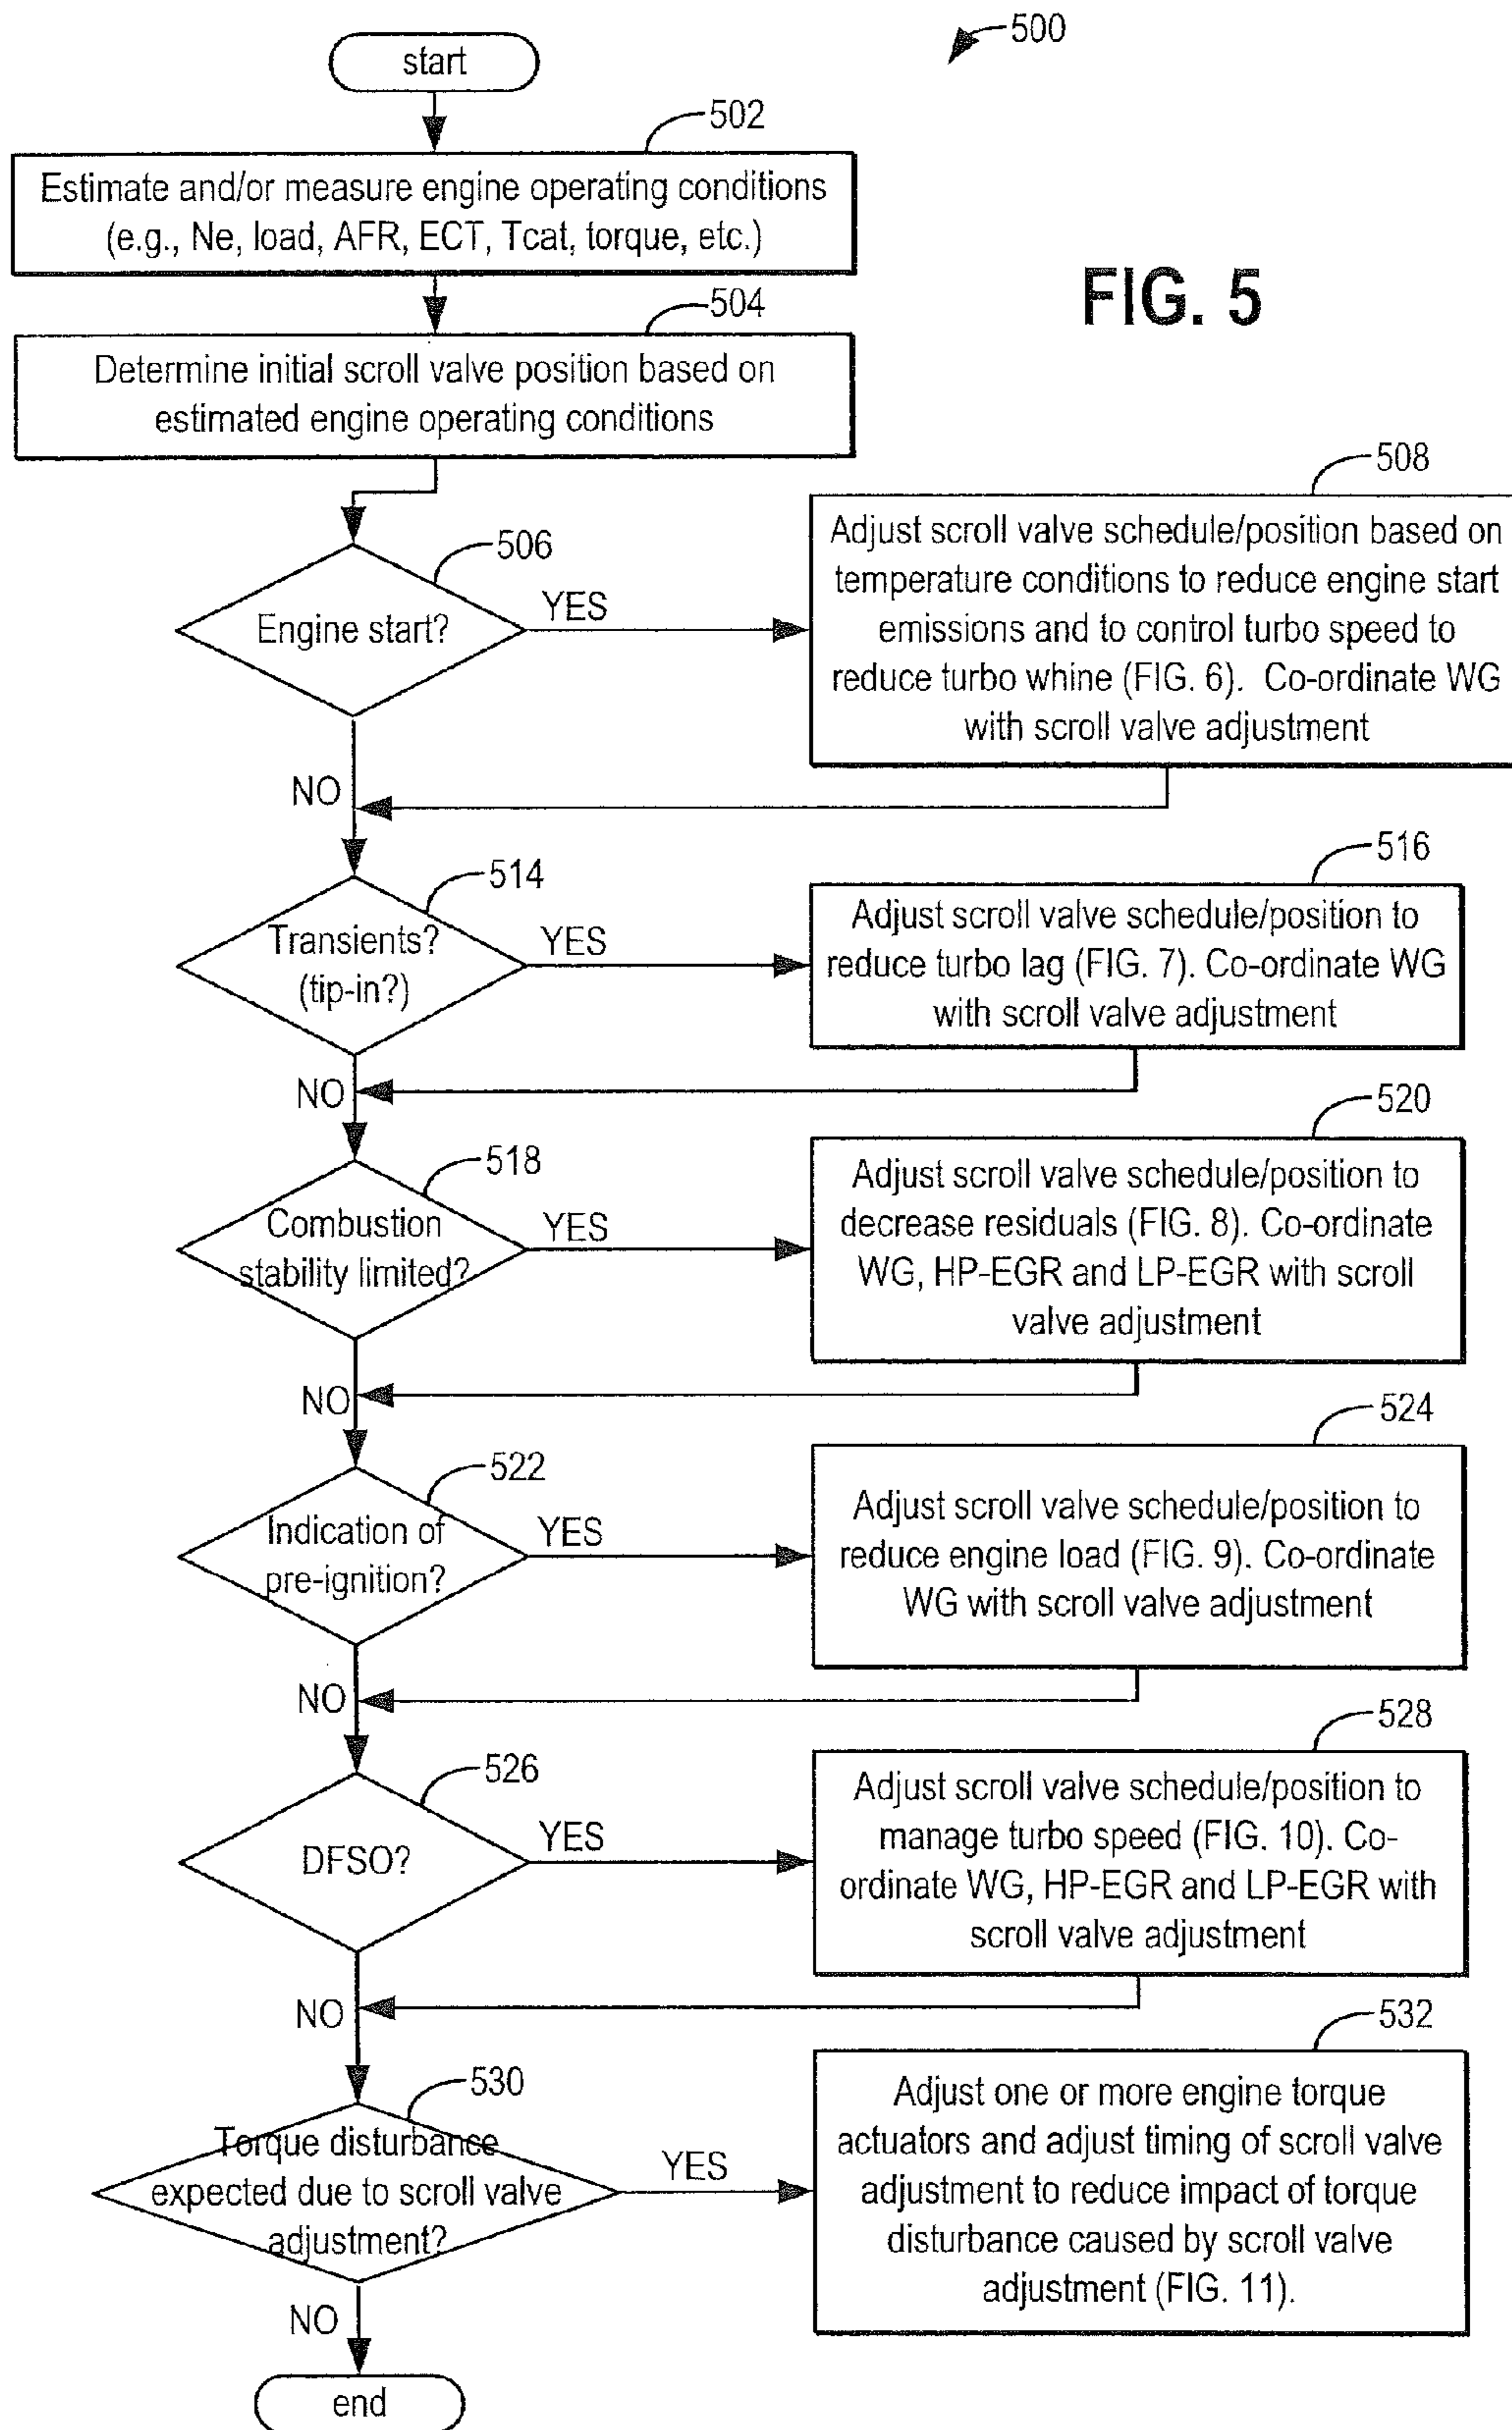 500
start
502
Estimate and/or measure engine operating conditions
(e.g., Ne, load, AFR, ECT, Tcat, torque, etc.)
FIG. 5
504
Determine initial scroll valve position based on
estimated engine operating conditions
506
Engine start?
YES
NO
508
Adjust scroll valve schedule/position based on
temperature conditions to reduce engine start
emissions and to control turbo speed to
reduce turbo whine (FIG. 6). Co-ordinate WG
with scroll valve adjustment
514
Transients?
(tip-in?)
YES
NO
516
Adjust scroll valve schedule/position to
reduce turbo lag (FIG. 7). Co-ordinate WG
with scroll valve adjustment
518
Combustion
stability limited?
YES
NO
520
Adjust scroll valve schedule/position to
decrease residuals (FIG. 8). Co-ordinate
WG, HP-EGR and LP-EGR with scroll
valve adjustment
522
Indication of
pre-ignition?
YES
NO
524
Adjust scroll valve schedule/position to
reduce engine load (FIG. 9). Co-ordinate
WG with scroll valve adjustment
526
DFSO?
YES
NO
528
Adjust scroll valve schedule/position to
manage turbo speed (FIG. 10). Co-
ordinate WG, HP-EGR and LP-EGR with
scroll valve adjustment
530
Torque disturbance
expected due to scroll valve
adjustment?
YES
NO
532
Adjust one or more engine torque
actuators and adjust timing of scroll valve
adjustment to reduce impact of torque
disturbance caused by scroll valve
adjustment (FIG. 11).
end